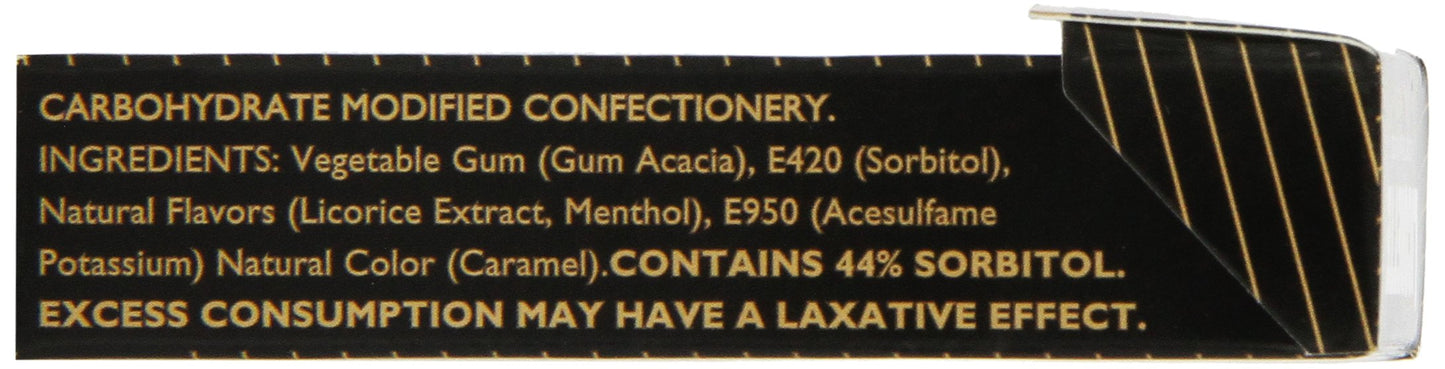 CARBOHYDRATE MODIFIED CONFECTIONERY.
INGREDIENTS: Vegetable Gum (Gum Acacia), E420 (Sorbitol),
Natural Flavors (Licorice Extract, Menthol), E950 (Acesulfame
Potassium) Natural Color (Caramel).CONTAINS 44% SORBITOL.
EXCESS CONSUMPTION MAY HAVE A LAXATIVE EFFECT.